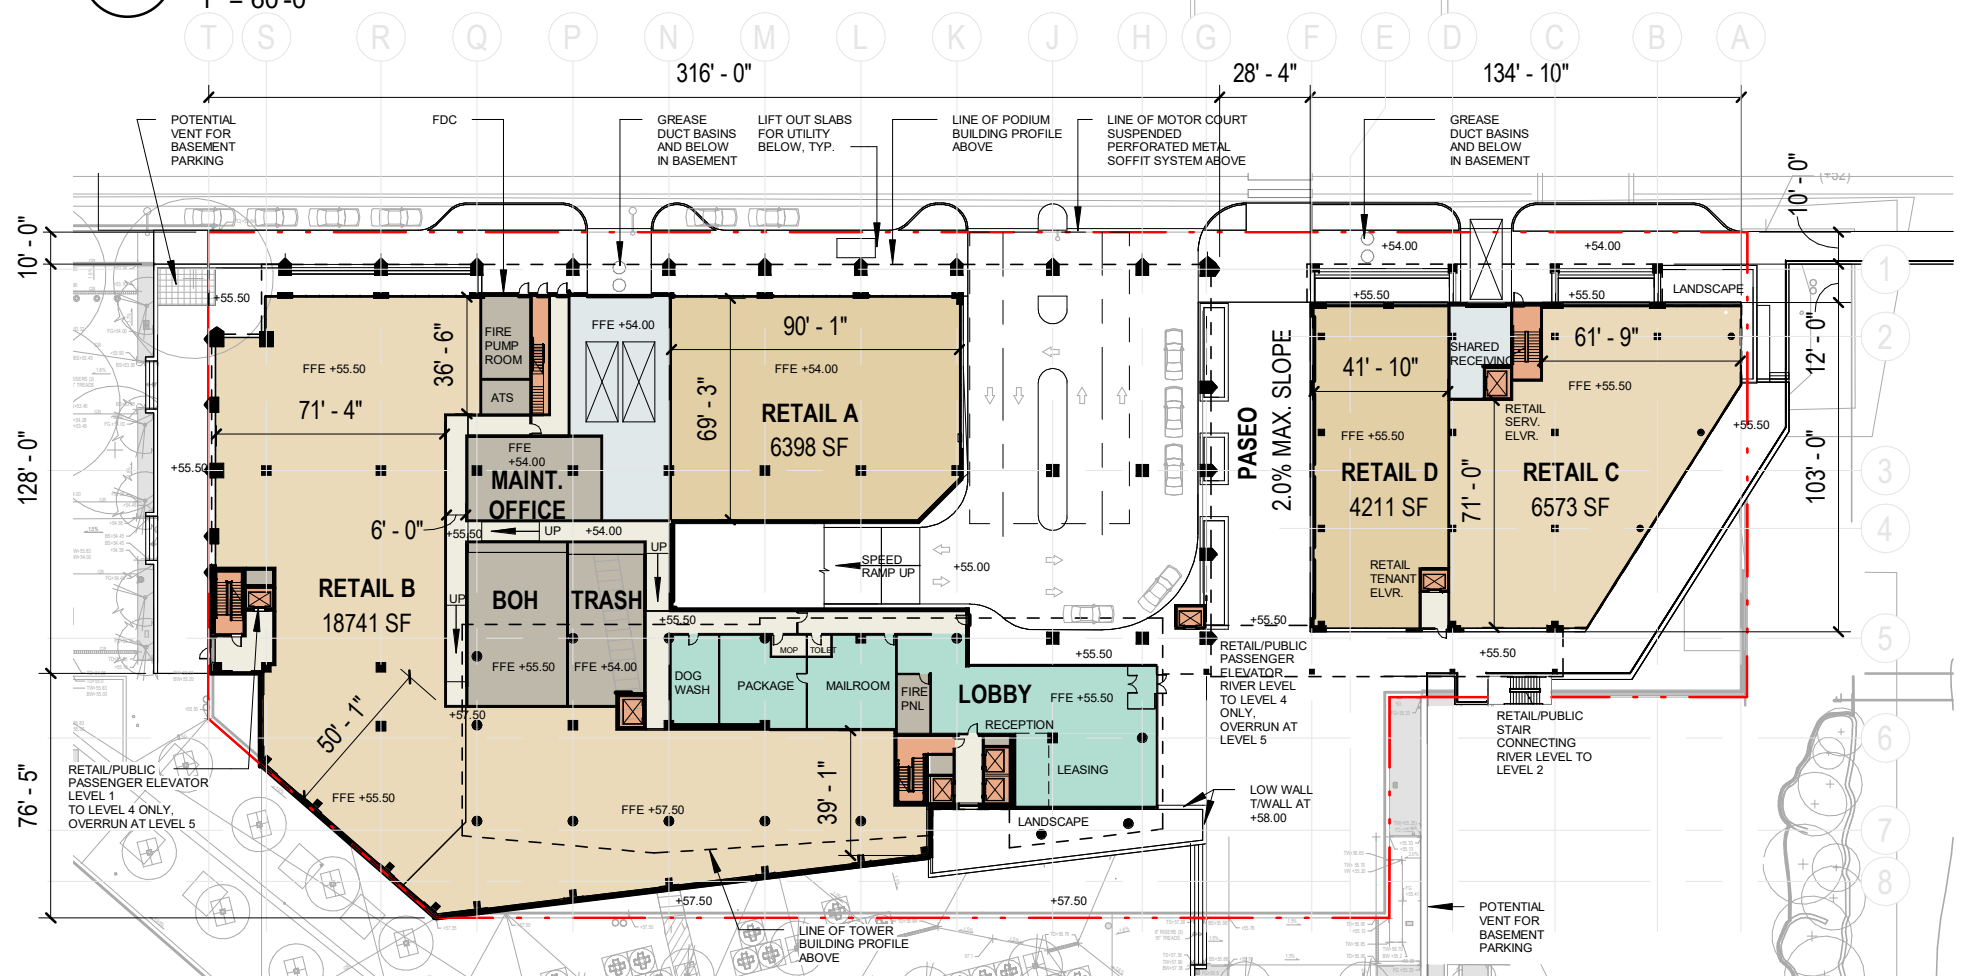 1" = 60'-0"
T S R Q P N M L K J H G F E D C B A
316' - 0"
28' - 4"
134' - 10"
POTENTIAL
VENT FOR
BASEMENT
PARKING
FDC
GREASE
DUCT BASINS
AND BELOW
IN BASEMENT
LIFT OUT SLABS
FOR UTILITY
BELOW, TYP.
LINE OF PODIUM
BUILDING PROFILE
ABOVE
LINE OF MOTOR COURT
SUSPENDED
PERFORATED METAL
SOFFIT SYSTEM ABOVE
GREASE
DUCT BASINS
AND BELOW
IN BASEMENT
10' - 0"
(+52)
10' - 0"
128' - 0"
76' - 5"
12' - 0"
103' - 0"
1
2
3
4
5
6
7
8
+54.00
+54.00
+55.50
+55.50
+55.50
LANDSCAPE
FFE +55.50
36' - 6"
71' - 4"
FIRE
PUMP
ROOM
ATS
FFE +54.00
90' - 1"
FFE +54.00
69' - 3"
RETAIL A
6398 SF
FFE
+54.00
MAINT.
OFFICE
+55.50
6' - 0"
+55.50
UP
+54.00
UP
UP
RETAIL B
18741 SF
BOH
FFE +55.50
TRASH
FFE +54.00
SPEED
RAMP UP
+55.00
PASEO
2.0% MAX. SLOPE
41' - 10"
FFE +55.50
RETAIL D
4211 SF
SHARED
RECEIVING
61' - 9"
FFE +55.50
RETAIL
SERV.
ELVR.
71' - 0"
RETAIL C
6573 SF
RETAIL
TENANT
ELVR.
+55.50
+55.50
+55.50
+55.50
+55.50
MOP
TOILET
DOG
WASH
PACKAGE
MAILROOM
FIRE
PNL
LOBBY
FFE +55.50
RECEPTION
LEASING
LANDSCAPE
+57.50
50' - 1"
FFE +55.50
FFE +57.50
39' - 1"
RETAIL/PUBLIC
PASSENGER ELEVATOR
LEVEL 1
TO LEVEL 4 ONLY,
OVERRUN AT LEVEL 5
RETAIL/PUBLIC
PASSENGER
ELEVATOR
RIVER LEVEL
TO LEVEL 4
ONLY,
OVERRUN AT
LEVEL 5
RETAIL/PUBLIC
STAIR
CONNECTING
RIVER LEVEL TO
LEVEL 2
LOW WALL
T/WALL AT
+58.00
+57.50
+57.50
LINE OF TOWER
BUILDING PROFILE
ABOVE
POTENTIAL
VENT FOR
BASEMENT
PARKING